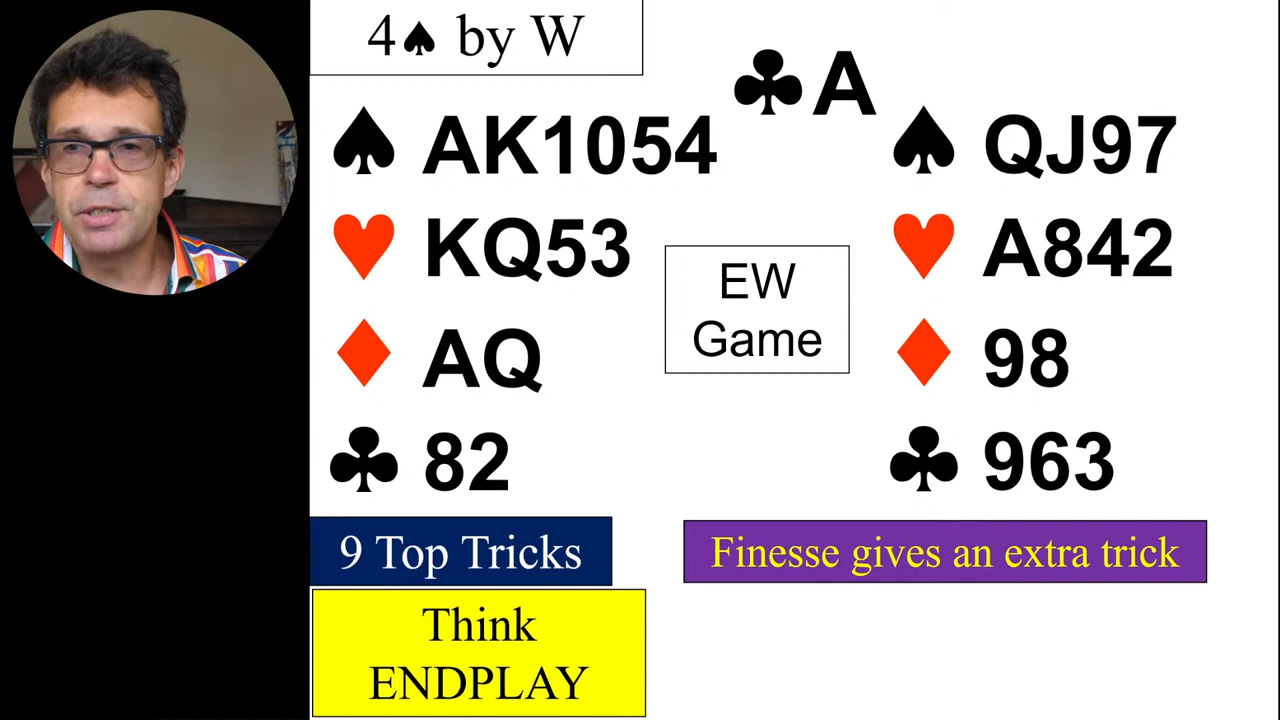 4♠ by W
♣A
♠ AK1054
♥ KQ53
♦ AQ
♣ 82
EW
Game
♠ QJ97
♥ A842
♦ 98
♣ 963
9 Top Tricks
Finesse gives an extra trick
Think
ENDPLAY